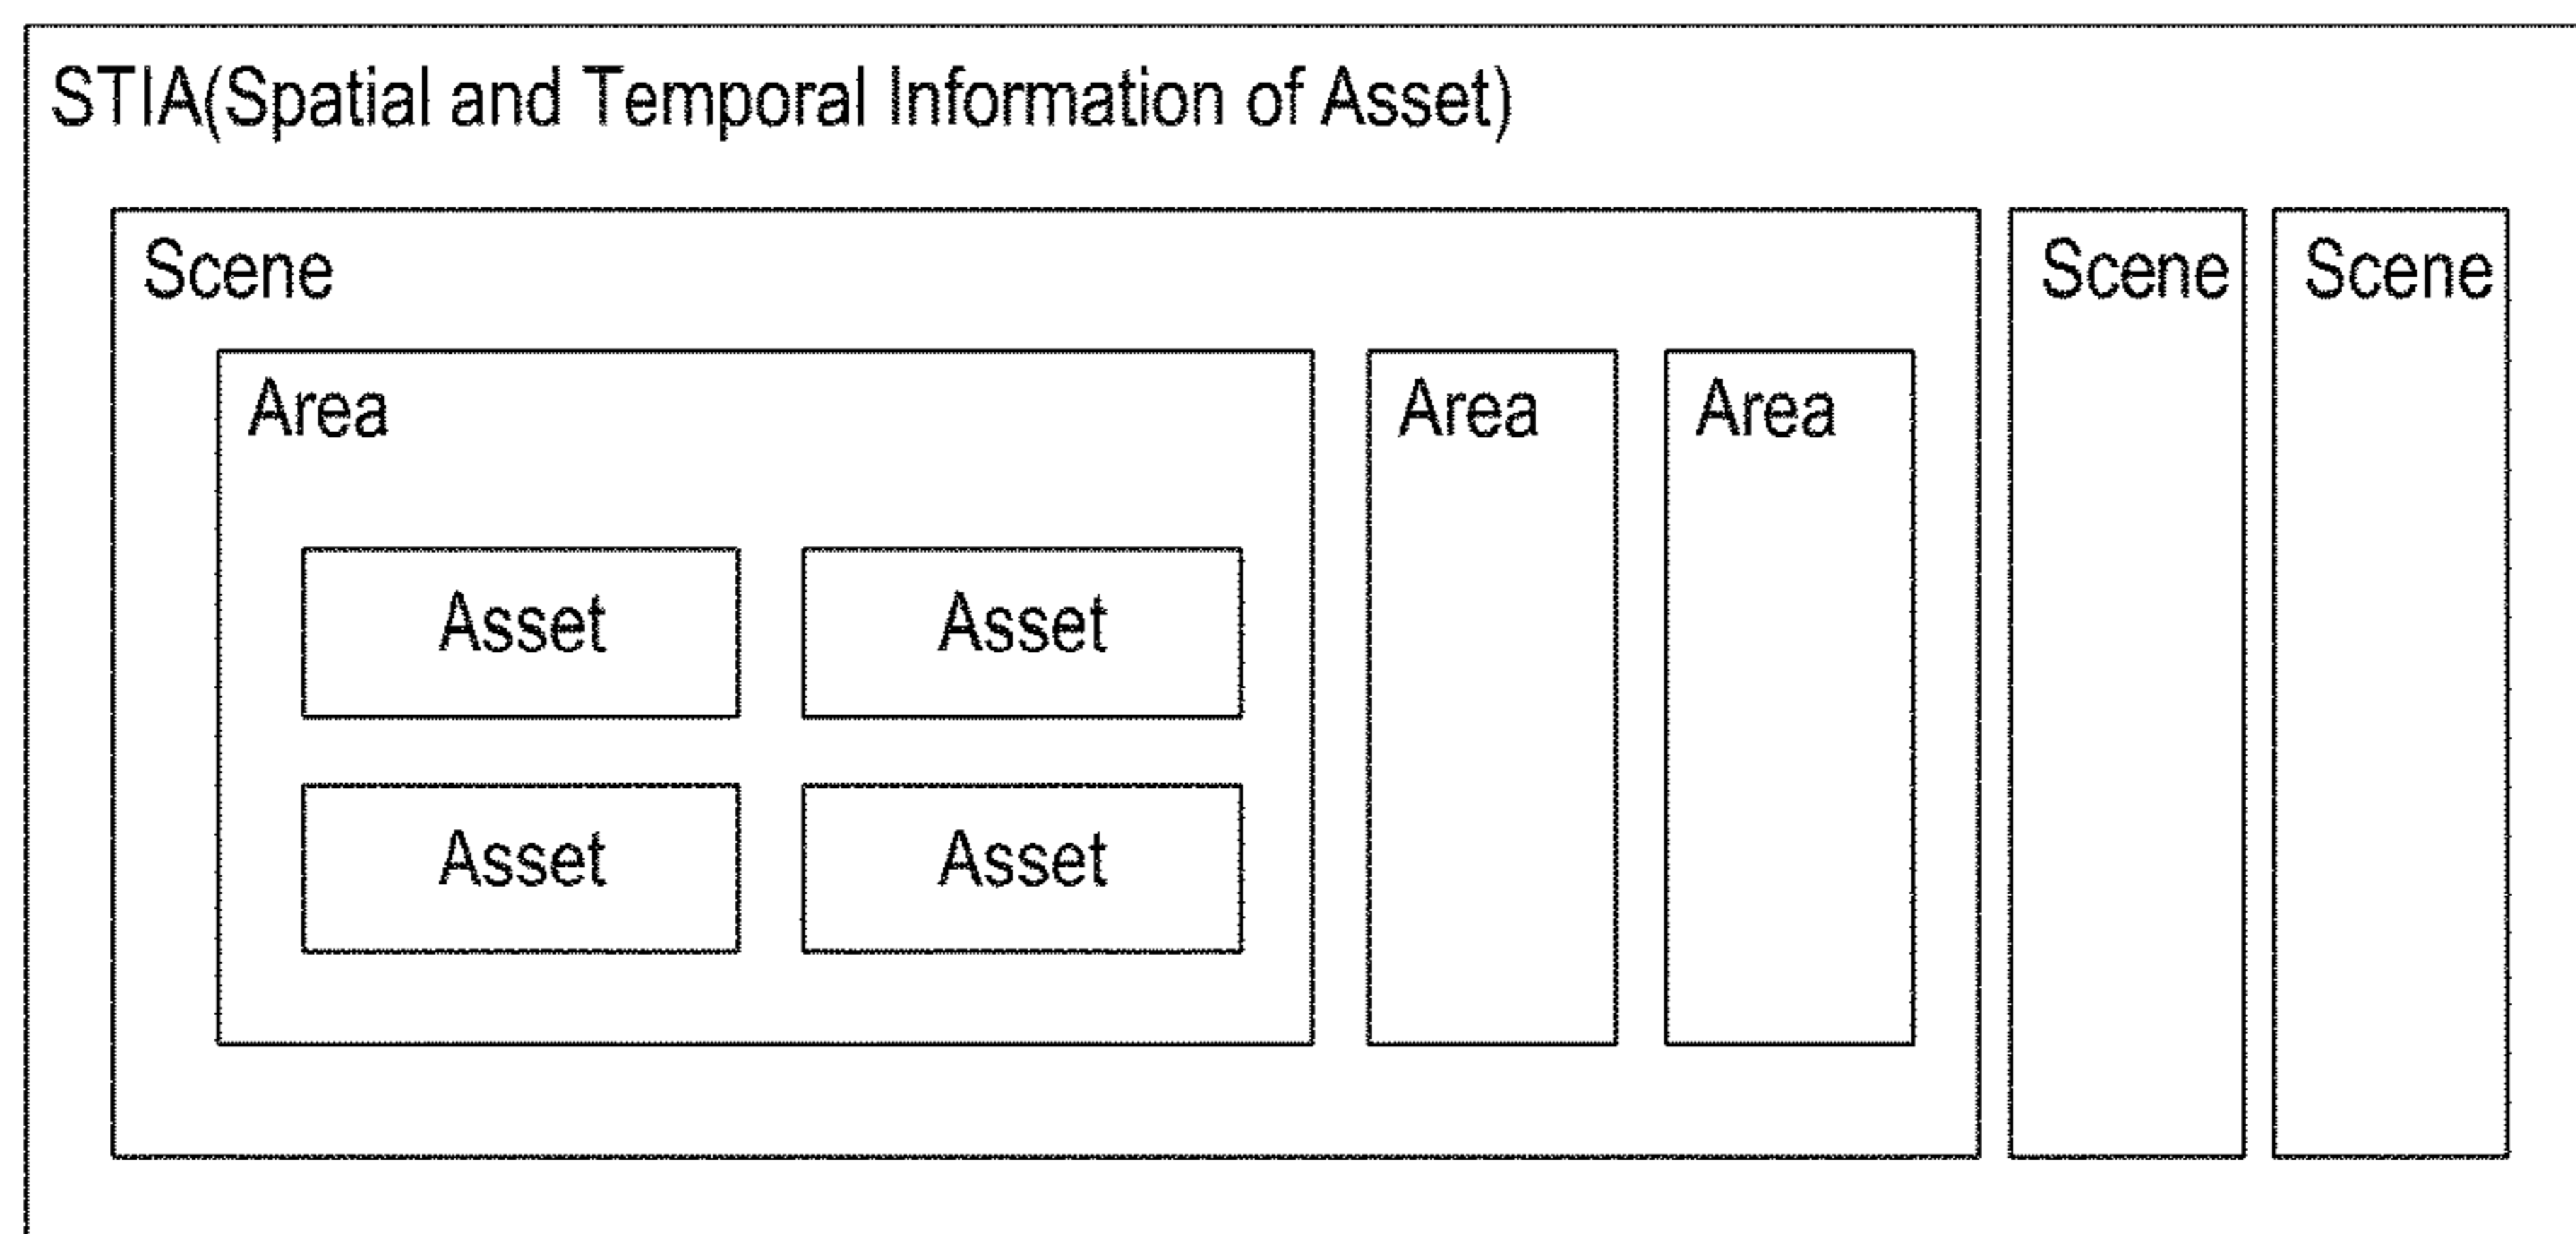 STIA(Spatial and Temporal Information of Asset)
Scene Scene Scene
Area Area Area
Asset Asset
Asset Asset